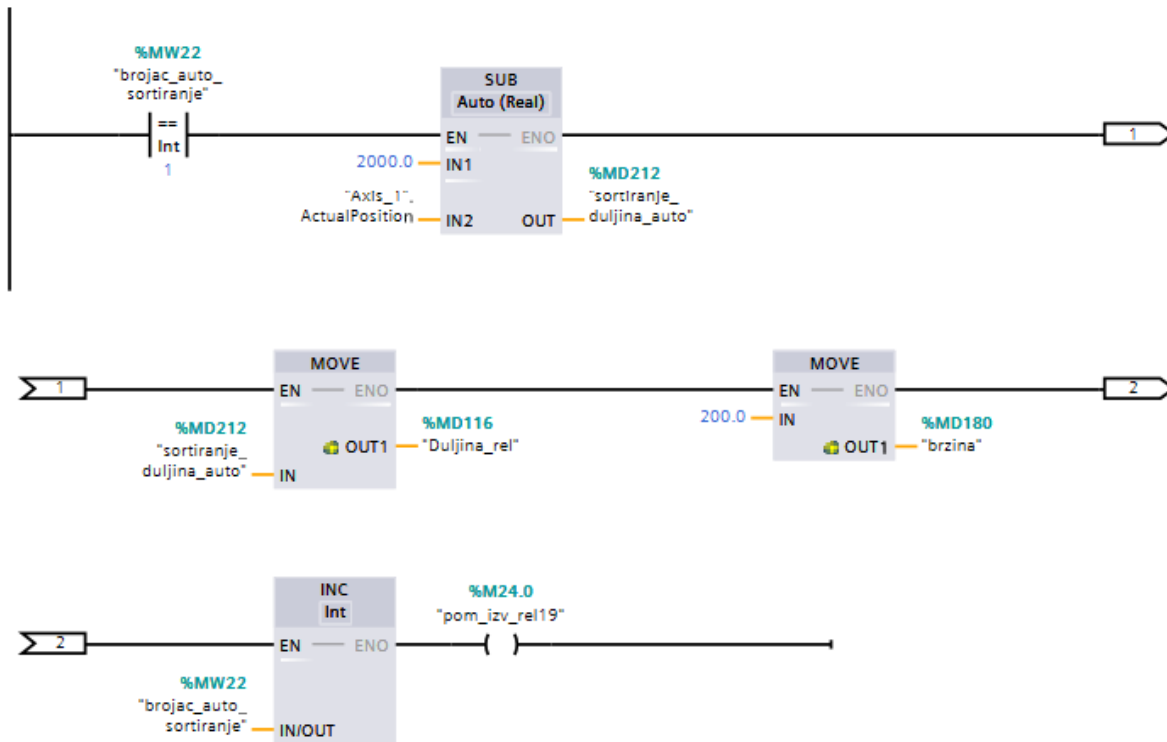 %MW22
"brojac_auto_
sortiranje"
==
Int
1
SUB
Auto (Real)
EN
ENO
2000.0
IN1
"Axis_1".
ActualPosition
IN2
OUT
%MD212
"sortiranje_
duljina_auto"
1
1
MOVE
EN
ENO
%MD212
"sortiranje_
duljina_auto"
IN
OUT1
%MD116
"Duljina_rel"
MOVE
EN
ENO
200.0
IN
OUT1
%MD180
"brzina"
2
2
INC
Int
EN
ENO
%MW22
"brojac_auto_
sortiranje"
IN/OUT
%M24.0
"pom_izv_rel19"